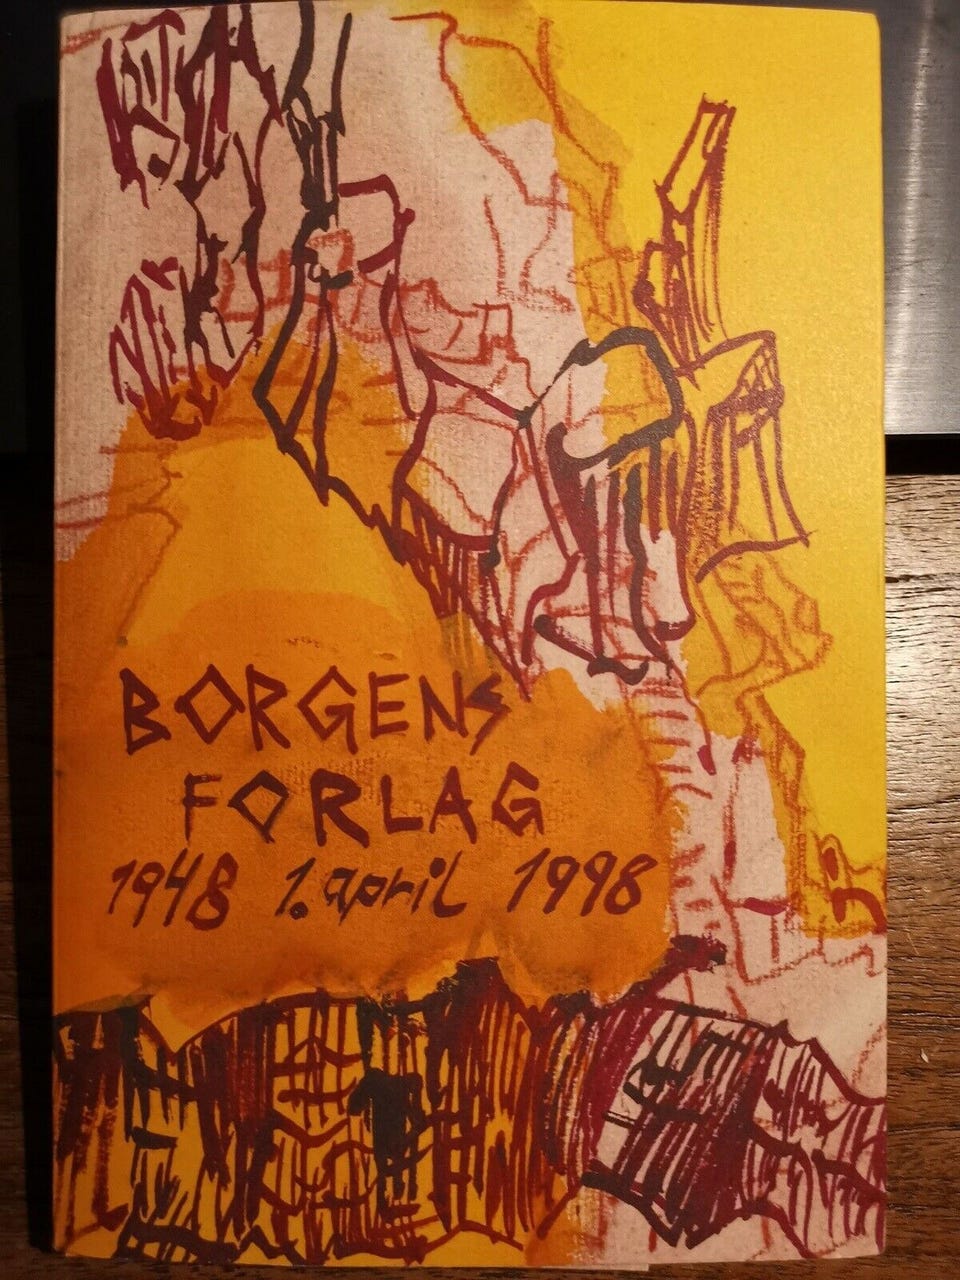 BORGENS
FORLAG
1948 1. april 1998